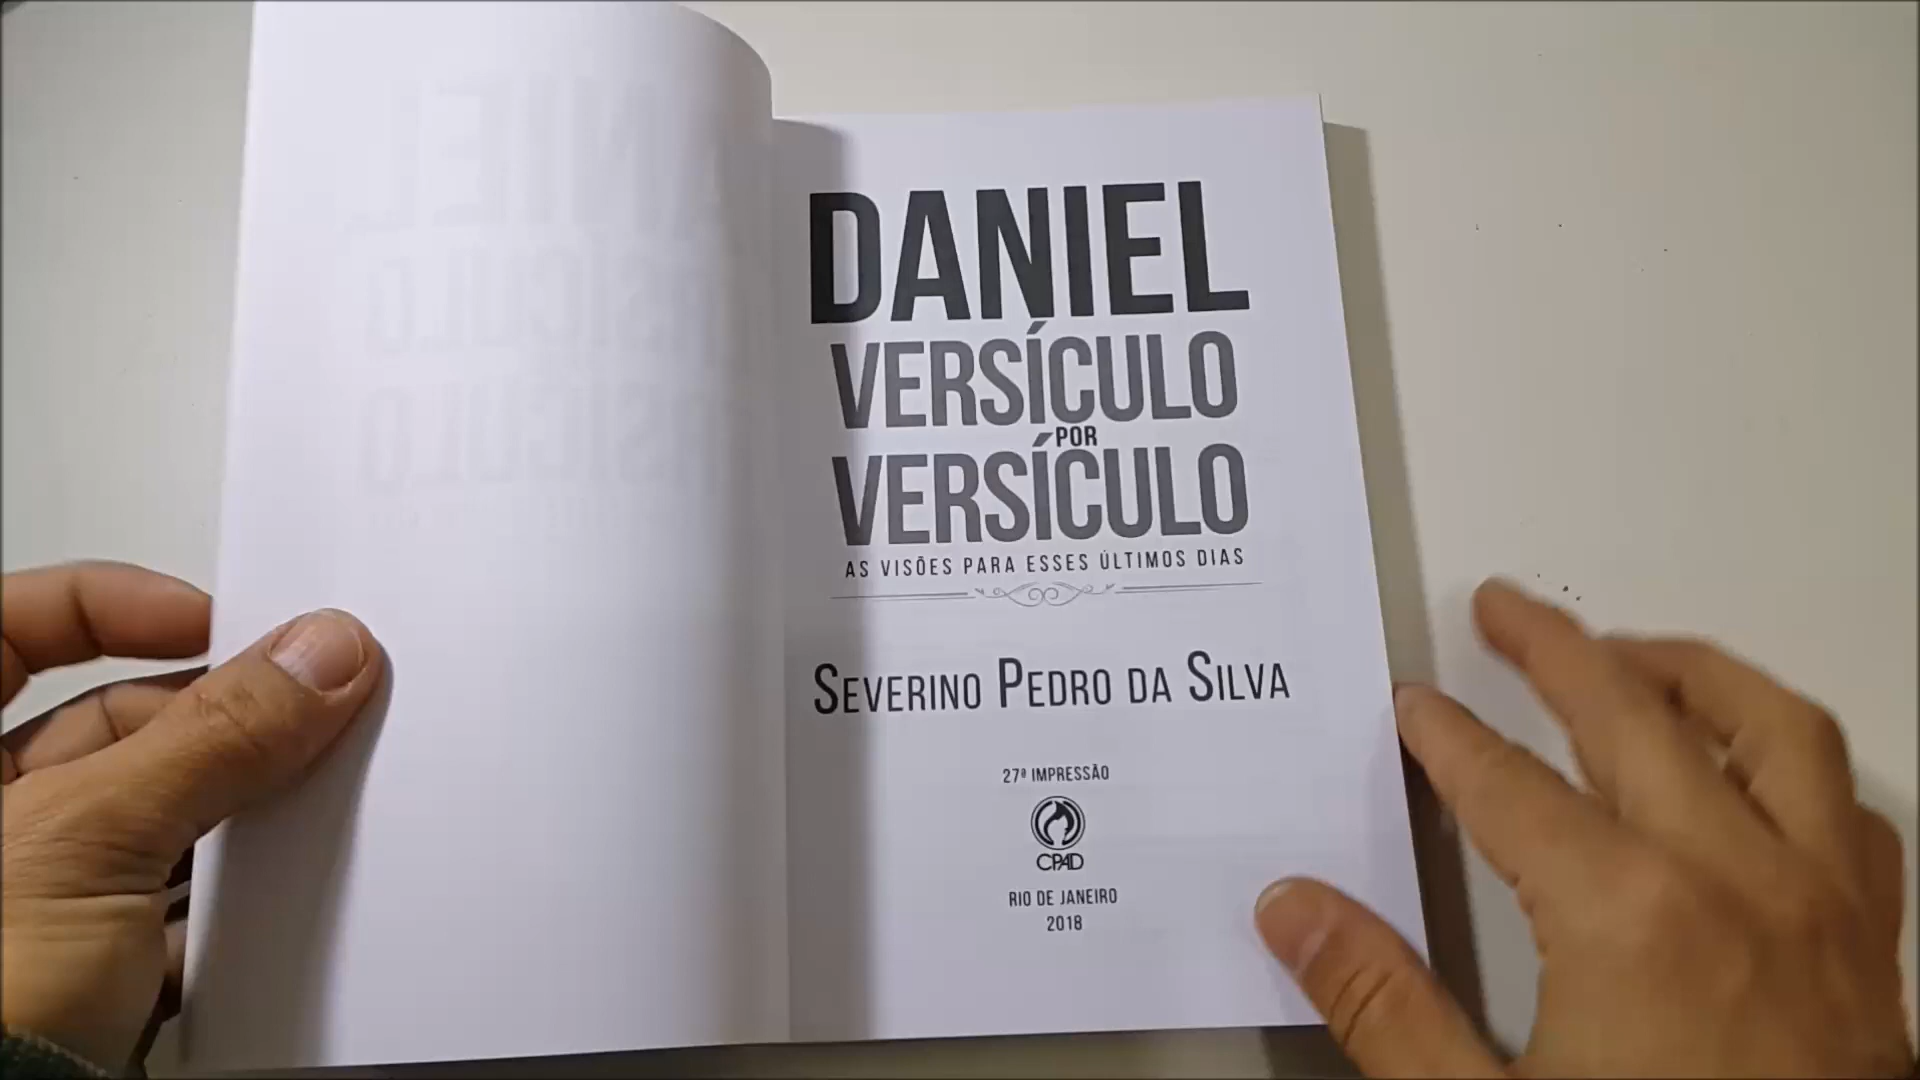 DANIEL
VERSÍCULO
POR
VERSÍCULO
AS VISÕES PARA ESSES ÚLTIMOS DIAS
SEVERINO PEDRO DA SILVA
27ª IMPRESSÃO
CPAD
RIO DE JANEIRO
2018